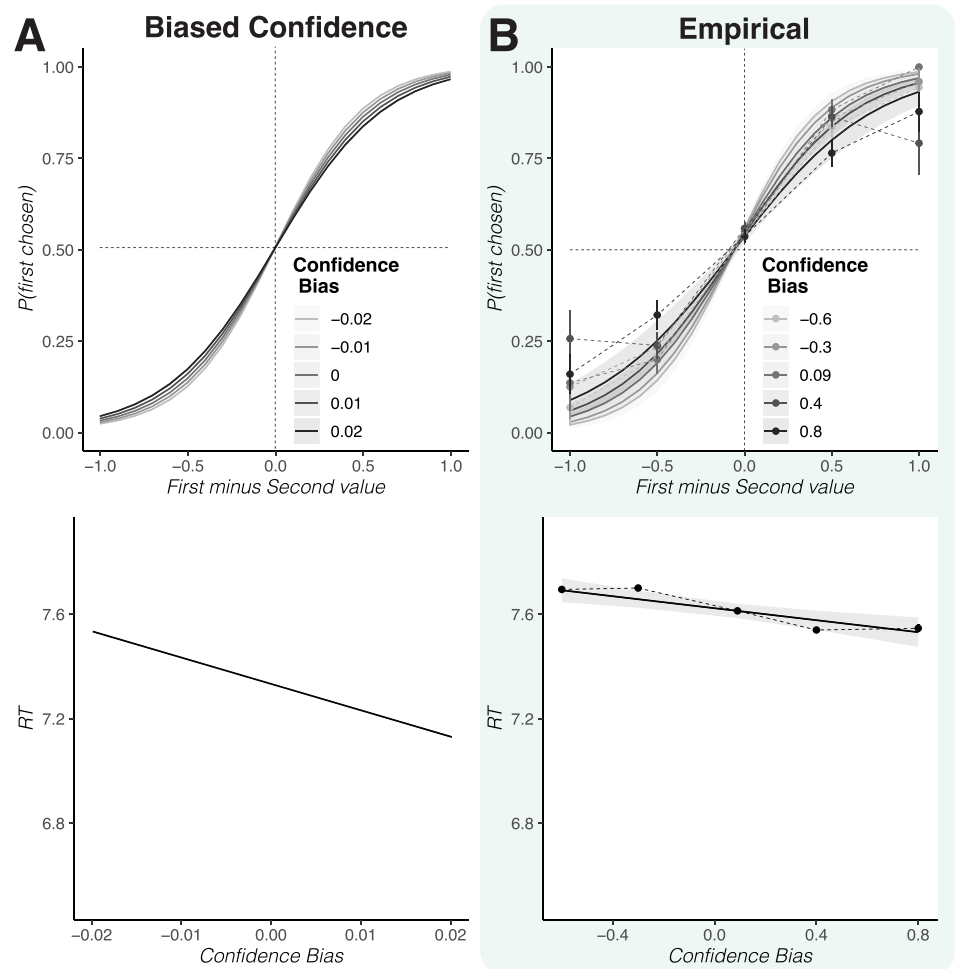 A
Biased Confidence
1.00
0.75
0.50
0.25
0.00
P(first chosen)
Confidence
Bias
−0.02
−0.01
0
0.01
0.02
−1.0 −0.5 0.0 0.5 1.0
First minus Second value
B
Empirical
1.00
0.75
0.50
0.25
0.00
P(first chosen)
Confidence
Bias
−0.6
−0.3
0.09
0.4
0.8
−1.0 −0.5 0.0 0.5 1.0
First minus Second value
7.6
7.2
6.8
RT
−0.02 −0.01 0.00 0.01 0.02
Confidence Bias
7.6
7.2
6.8
RT
−0.4 0.0 0.4 0.8
Confidence Bias